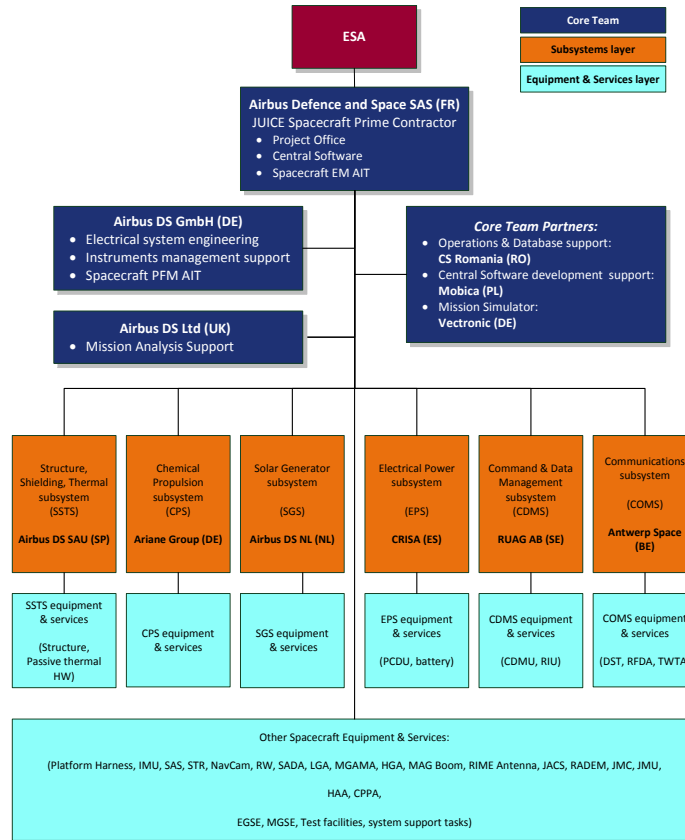 ESA
Core Team
Subsystems layer
Equipment & Services layer
Airbus Defence and Space SAS (FR)
JUICE Spacecraft Prime Contractor
• Project Office
• Central Software
• Spacecraft EM AIT
Airbus DS GmbH (DE)
• Electrical system engineering
• Instruments management support
• Spacecraft PFM AIT
Core Team Partners:
• Operations & Database support:
CS Romania (RO)
• Central Software development support:
Mobica (PL)
• Mission Simulator:
Vectronic (DE)
Airbus DS Ltd (UK)
• Mission Analysis Support
Structure,
Shielding, Thermal
subsystem
(SSTS)
Airbus DS SAU (SP)
Chemical
Propulsion
subsystem
(CPS)
Ariane Group (DE)
Solar Generator
subsystem
(SGS)
Airbus DS NL (NL)
Electrical Power
subsystem
(EPS)
CRISA (ES)
Command & Data
Management
subsystem
(CDMS)
RUAG AB (SE)
Communications
subsystem
(COMS)
Antwerp Space
(BE)
SSTS equipment
& services
(Structure,
Passive thermal
HW)
CPS equipment
& services
SGS equipment
& services
EPS equipment
& services
(PCDU, battery)
CDMS equipment
& services
(CDMU, RIU)
COMS equipment
& services
(DST, RFDA, TWTA)
Other Spacecraft Equipment & Services:
(Platform Harness, IMU, SAS, STR, NavCam, RW, SADA, LGA, MGAMA, HGA, MAG Boom, RIME Antenna, JACS, RADEM, JMC, JMU,
HAA, CPPA,
EGSE, MGSE, Test facilities, system support tasks)